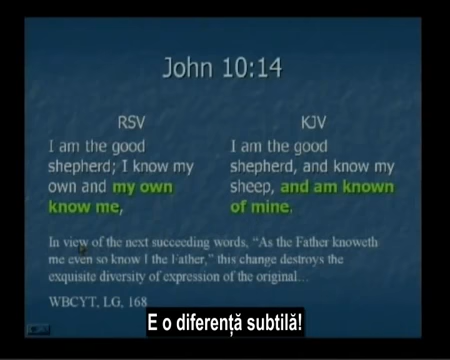 John 10:14
RSV
I am the good
shepherd; I know my
own and my own
know me,
KJV
I am the good
shepherd, and know my
sheep, and am known
of mine.
In view of the next succeeding words, "As the Father knoweth
me even so know I the Father," this change destroys the
exquisite diversity of expression of the original...
WBCYT, LG, 168
E o diferență subtilă!